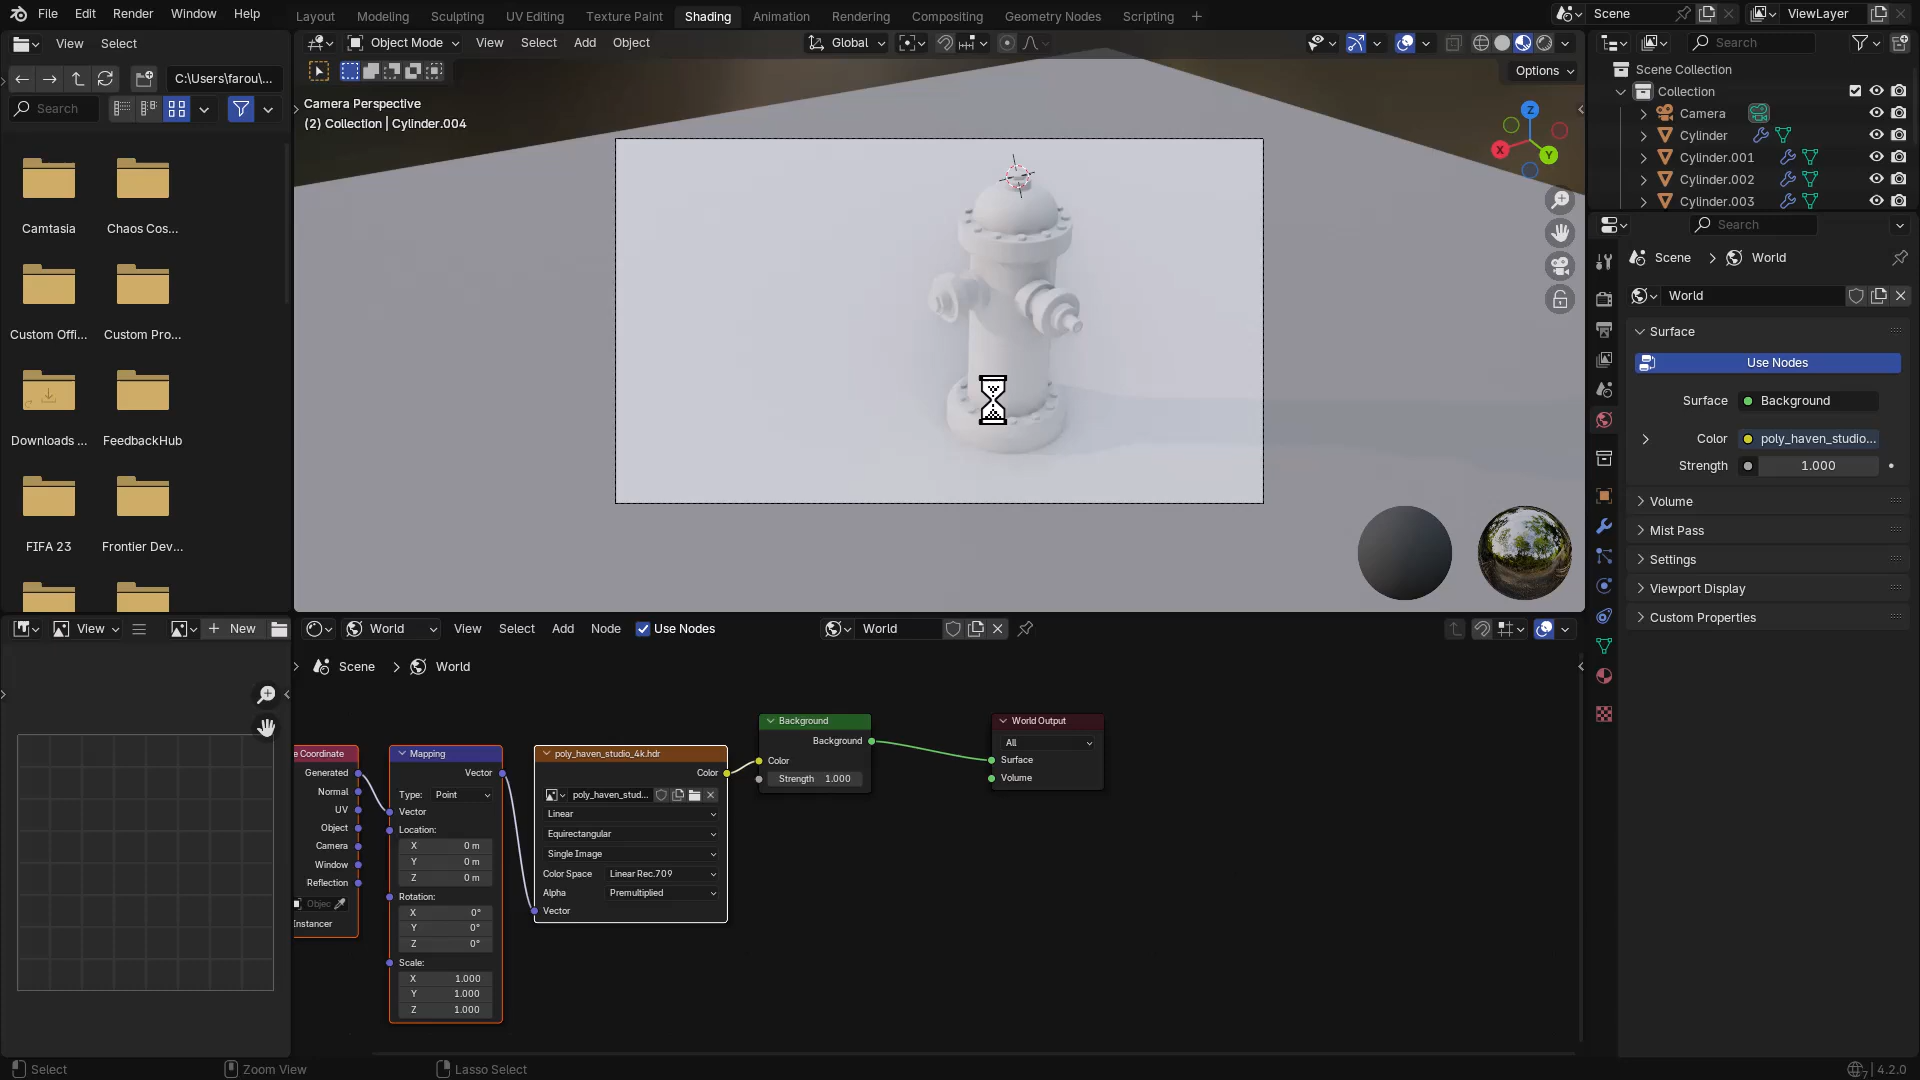 File Edit Render Window Help
Layout Modeling Sculpting UV Editing Texture Paint Shading Animation Rendering Compositing Geometry Nodes Scripting
Scene
ViewLayer
View Select
C:\Users\farou\...
Search
Camtasia
Chaos Cos...
Custom Offi...
Custom Pro...
Downloads ...
FeedbackHub
FIFA 23
Frontier Dev...
Object Mode View Select Add Object
Global
Options
Camera Perspective
(2) Collection | Cylinder.004
Z
X
Y
Search
Scene Collection
Collection
Camera
Cylinder
Cylinder.001
Cylinder.002
Cylinder.003
Search
Scene > World
World
Surface
Use Nodes
Surface Background
Color poly_haven_studio...
Strength 1.000
Volume
Mist Pass
Settings
Viewport Display
Custom Properties
View
New
World View Select Add Node Use Nodes
World
Scene > World
e Coordinate
Generated
Normal
UV
Object
Camera
Window
Reflection
Objec
Instancer
Mapping
Vector
Type: Point
Vector
Location:
X 0 m
Y 0 m
Z 0 m
Rotation:
X 0°
Y 0°
Z 0°
Scale:
X 1.000
Y 1.000
Z 1.000
poly_haven_studio_4k.hdr
Color
poly_haven_stud...
Linear
Equirectangular
Single Image
Color Space Linear Rec.709
Alpha Premultiplied
Vector
Background
Background
Color
Strength 1.000
World Output
All
Surface
Volume
Select
Zoom View
Lasso Select
4.2.0